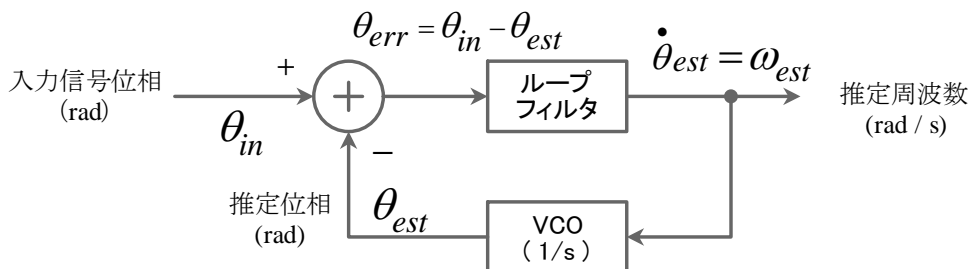 θerr = θin − θest
θ̇est = ωest
入力信号位相
(rad)
+
+
ループ
フィルタ
推定周波数
(rad / s)
θin
−
推定位相
(rad)
θest
VCO
( 1/s )